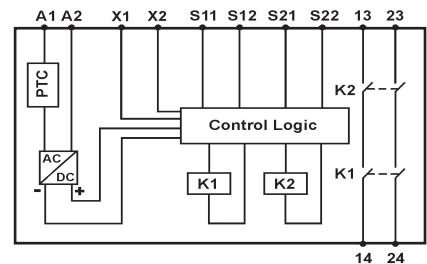 A1 A2 X1 X2 S11 S12 S21 S22 13 23
PTC
K2
Control Logic
AC
DC
- +
K1 K2 K1
14 24